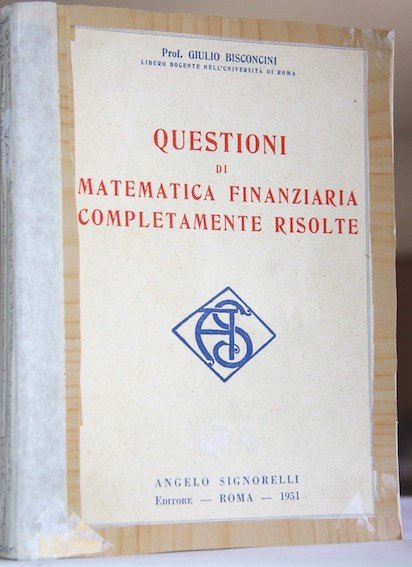 Prof. GIULIO BISCONCINI
LIBERO DOCENTE NELL'UNIVERSITÀ DI ROMA
QUESTIONI
DI
MATEMATICA FINANZIARIA
COMPLETAMENTE RISOLTE
ANGELO SIGNORELLI
EDITORE — ROMA — 1951